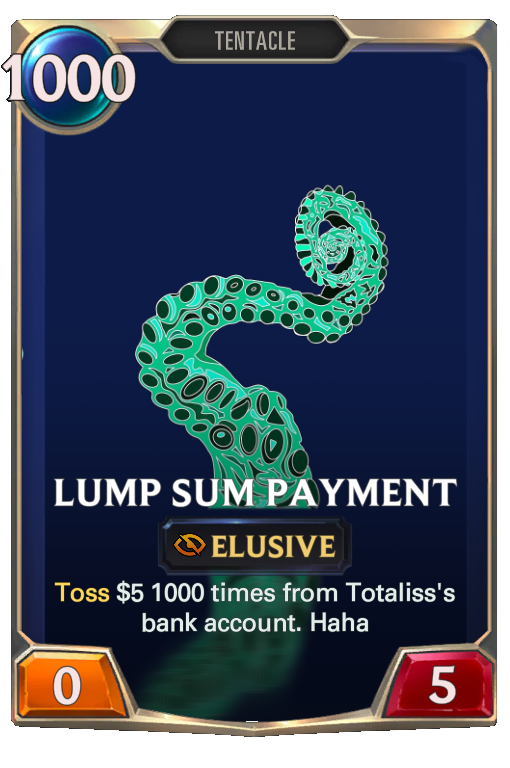 TENTACLE
1000
LUMP SUM PAYMENT
ELUSIVE
Toss $5 1000 times from Totaliss's
bank account. Haha
0
5